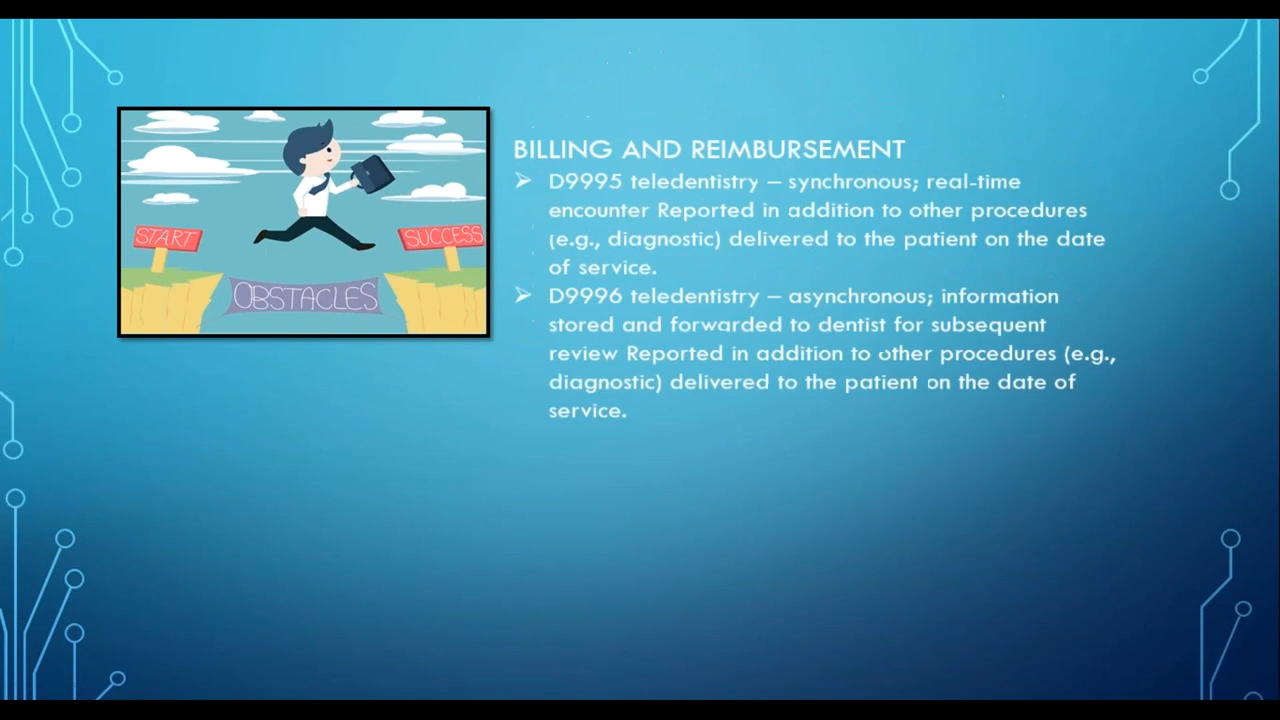 START
SUCCESS
OBSTACLES
BILLING AND REIMBURSEMENT
➢ D9995 teledentistry – synchronous; real-time
encounter Reported in addition to other procedures
(e.g., diagnostic) delivered to the patient on the date
of service.
➢ D9996 teledentistry – asynchronous; information
stored and forwarded to dentist for subsequent
review Reported in addition to other procedures (e.g.,
diagnostic) delivered to the patient on the date of
service.